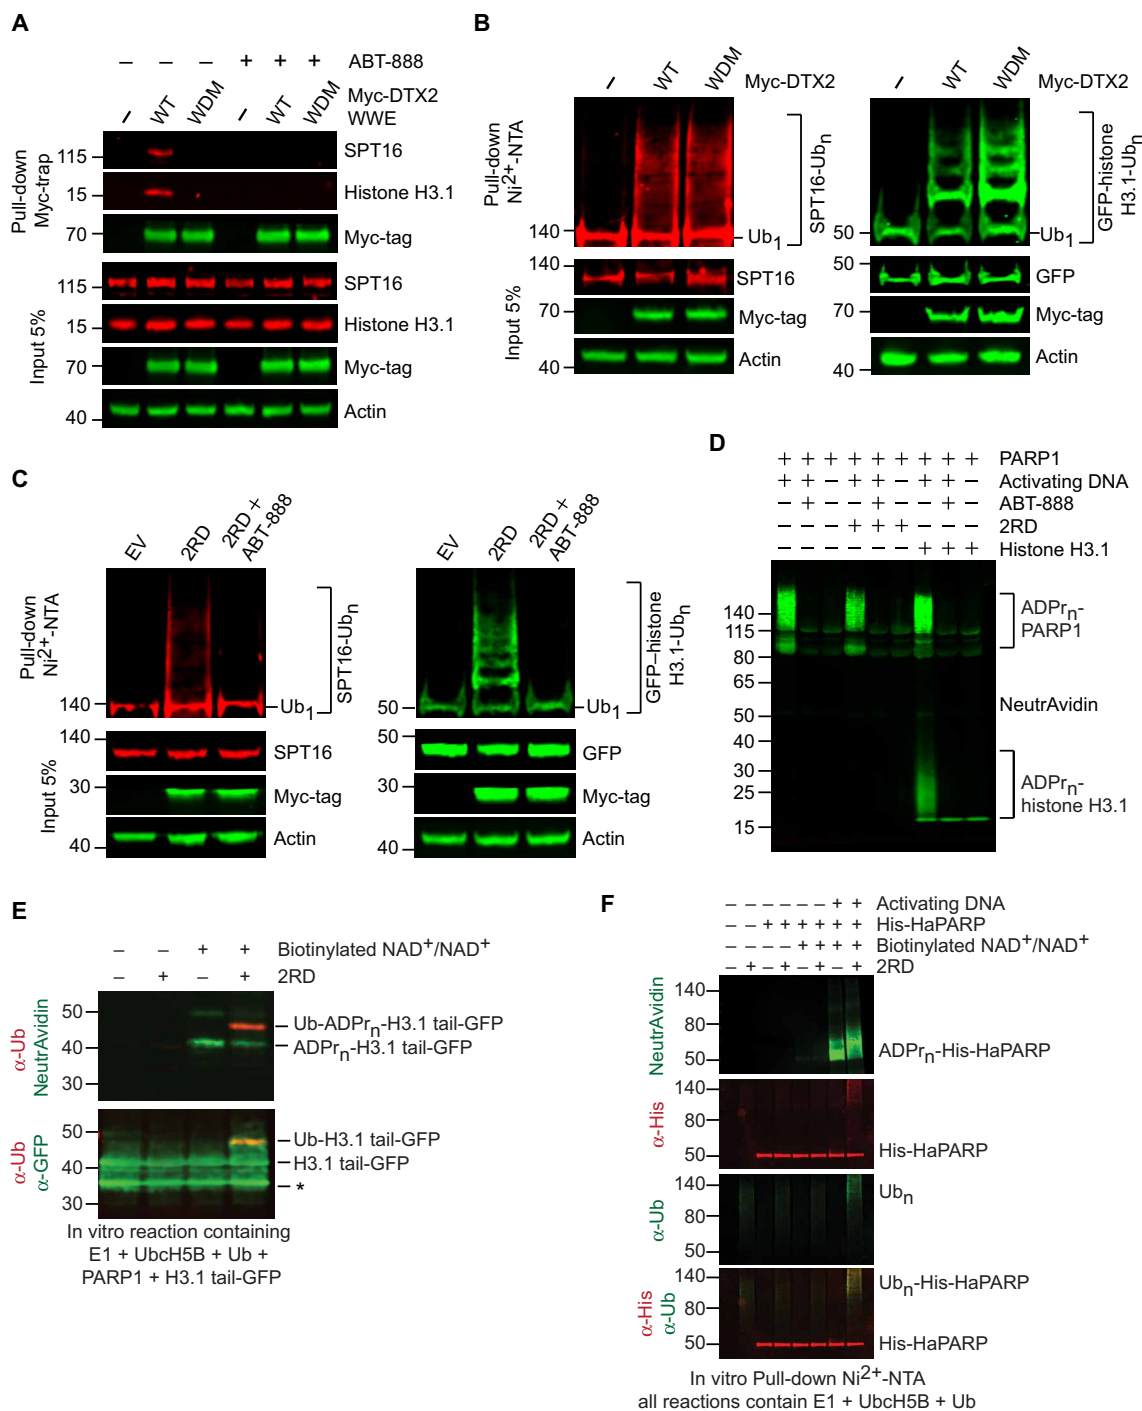 A
– – – + + + ABT-888
– WT WDM – WT WDM Myc-DTX2 WWE
Pull-down Myc-trap
115 SPT16
15 Histone H3.1
70 Myc-tag
Input 5%
115 SPT16
15 Histone H3.1
70 Myc-tag
40 Actin
B
– WT WDM Myc-DTX2
Pull-down Ni2+-NTA
140 Ub1
SPT16-Ubn
Input 5%
140 SPT16
70 Myc-tag
40 Actin
– WT WDM Myc-DTX2
50 Ub1
GFP-histone H3.1-Ubn
50 GFP
70 Myc-tag
40 Actin
C
EV 2RD 2RD + ABT-888
Pull-down Ni2+-NTA
140 Ub1
SPT16-Ubn
Input 5%
140 SPT16
30 Myc-tag
40 Actin
EV 2RD 2RD + ABT-888
50 Ub1
GFP–histone H3.1-Ubn
50 GFP
30 Myc-tag
40 Actin
D
+ + + + + + + + + PARP1
+ + – + + – + + – Activating DNA
– + – – + – – + – ABT-888
– – – + + + – – – 2RD
– – – – – – + + + Histone H3.1
140
115
80
65
50
40
30
25
15
ADPrn-PARP1
NeutrAvidin
ADPrn-histone H3.1
E
– – + + Biotinylated NAD+/NAD+
– + – + 2RD
α-Ub NeutrAvidin
50
40
30
Ub-ADPrn-H3.1 tail-GFP
ADPrn-H3.1 tail-GFP
α-Ub α-GFP
50
40
30
Ub-H3.1 tail-GFP
H3.1 tail-GFP
*
In vitro reaction containing
E1 + UbcH5B + Ub +
PARP1 + H3.1 tail-GFP
F
– – – – – – + + Activating DNA
– – + + + + + + His-HaPARP
– – – – + + + + Biotinylated NAD+/NAD+
– + – + – + – + 2RD
NeutrAvidin
140
80
50
ADPrn-His-HaPARP
α-His
140
80
50
His-HaPARP
α-Ub
140
80
50
Ubn
α-His α-Ub
140
80
50
Ubn-His-HaPARP
His-HaPARP
In vitro Pull-down Ni2+-NTA
all reactions contain E1 + UbcH5B + Ub